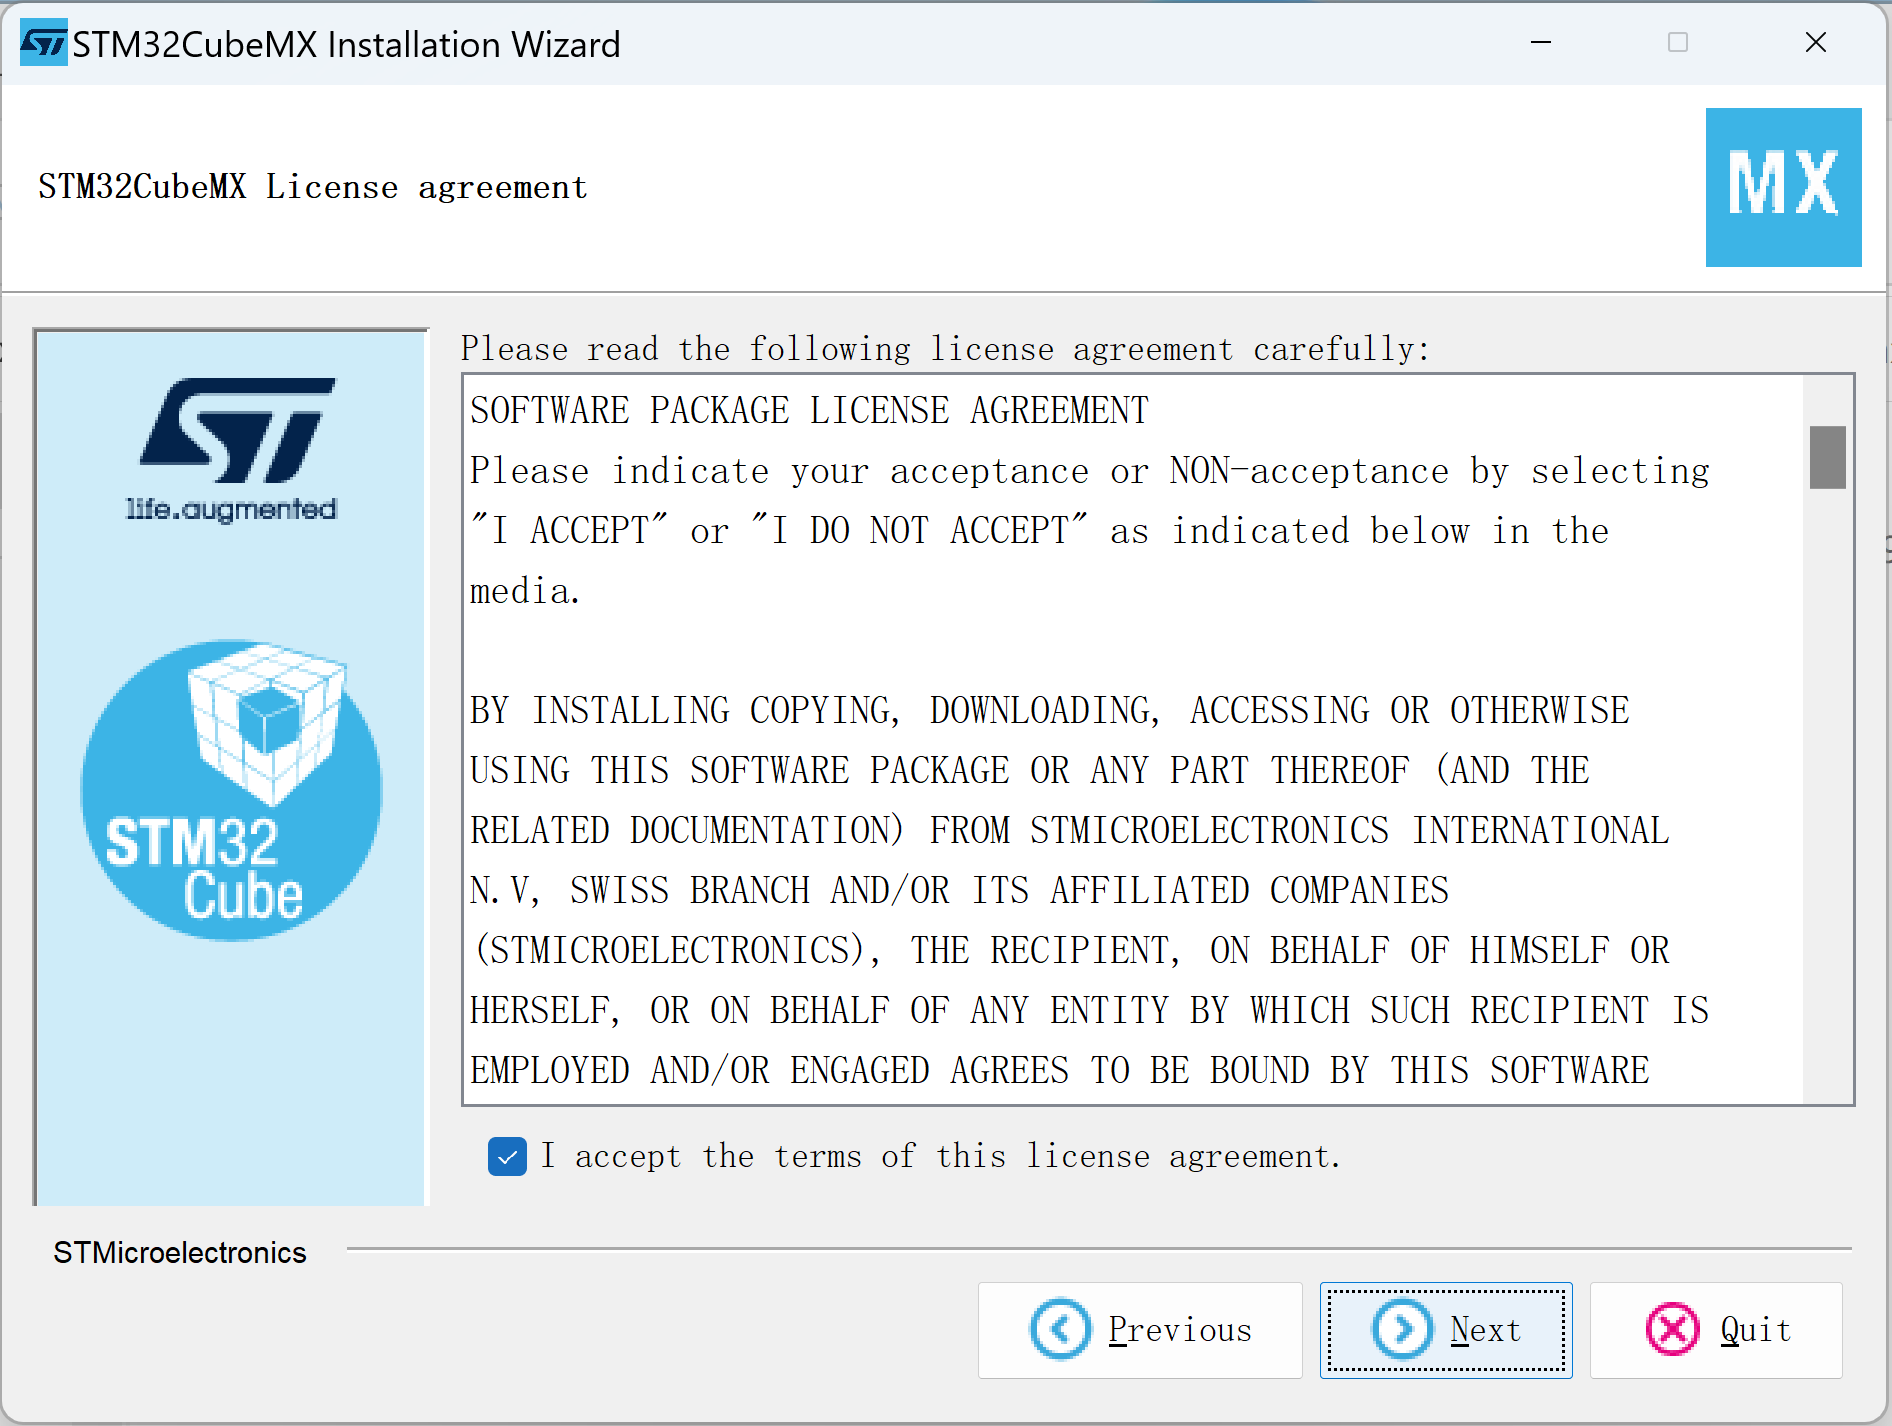 STM32CubeMX Installation Wizard
STM32CubeMX License agreement
MX
ST
life.augmented
STM32
Cube
Please read the following license agreement carefully:
SOFTWARE PACKAGE LICENSE AGREEMENT
Please indicate your acceptance or NON-acceptance by selecting
"I ACCEPT" or "I DO NOT ACCEPT" as indicated below in the
media.
BY INSTALLING COPYING, DOWNLOADING, ACCESSING OR OTHERWISE
USING THIS SOFTWARE PACKAGE OR ANY PART THEREOF (AND THE
RELATED DOCUMENTATION) FROM STMICROELECTRONICS INTERNATIONAL
N.V, SWISS BRANCH AND/OR ITS AFFILIATED COMPANIES
(STMICROELECTRONICS), THE RECIPIENT, ON BEHALF OF HIMSELF OR
HERSELF, OR ON BEHALF OF ANY ENTITY BY WHICH SUCH RECIPIENT IS
EMPLOYED AND/OR ENGAGED AGREES TO BE BOUND BY THIS SOFTWARE
I accept the terms of this license agreement.
STMicroelectronics
Previous
Next
Quit